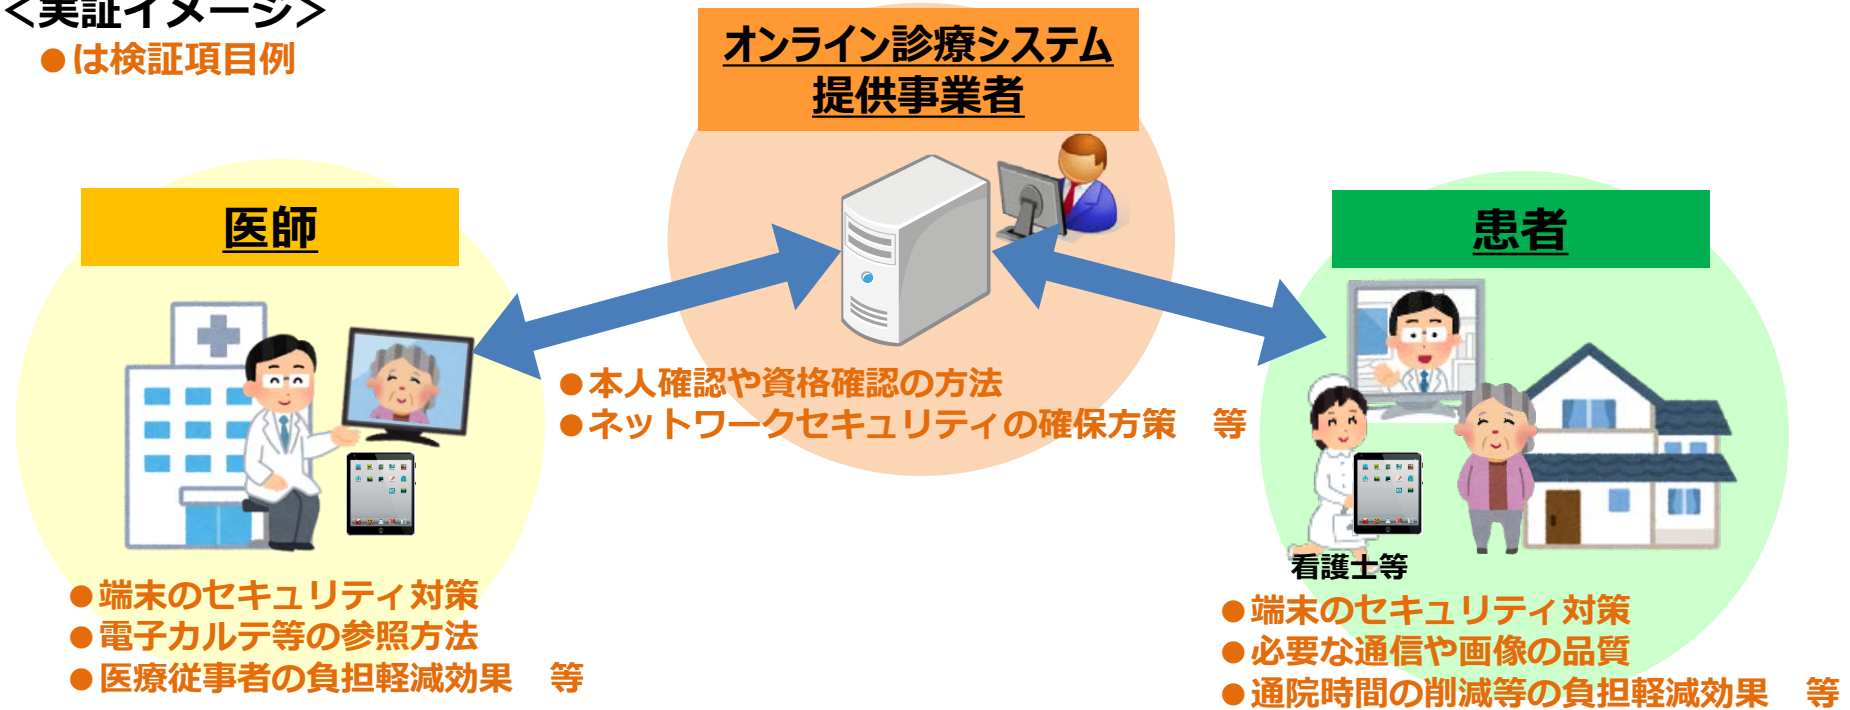 <実証イメージ>
●は検証項目例
オンライン診療システム
提供事業者
医師
患者
●本人確認や資格確認の方法
●ネットワークセキュリティの確保方策　等
看護士等
●端末のセキュリティ対策
●電子カルテ等の参照方法
●医療従事者の負担軽減効果　等
●端末のセキュリティ対策
●必要な通信や画像の品質
●通院時間の削減等の負担軽減効果　等